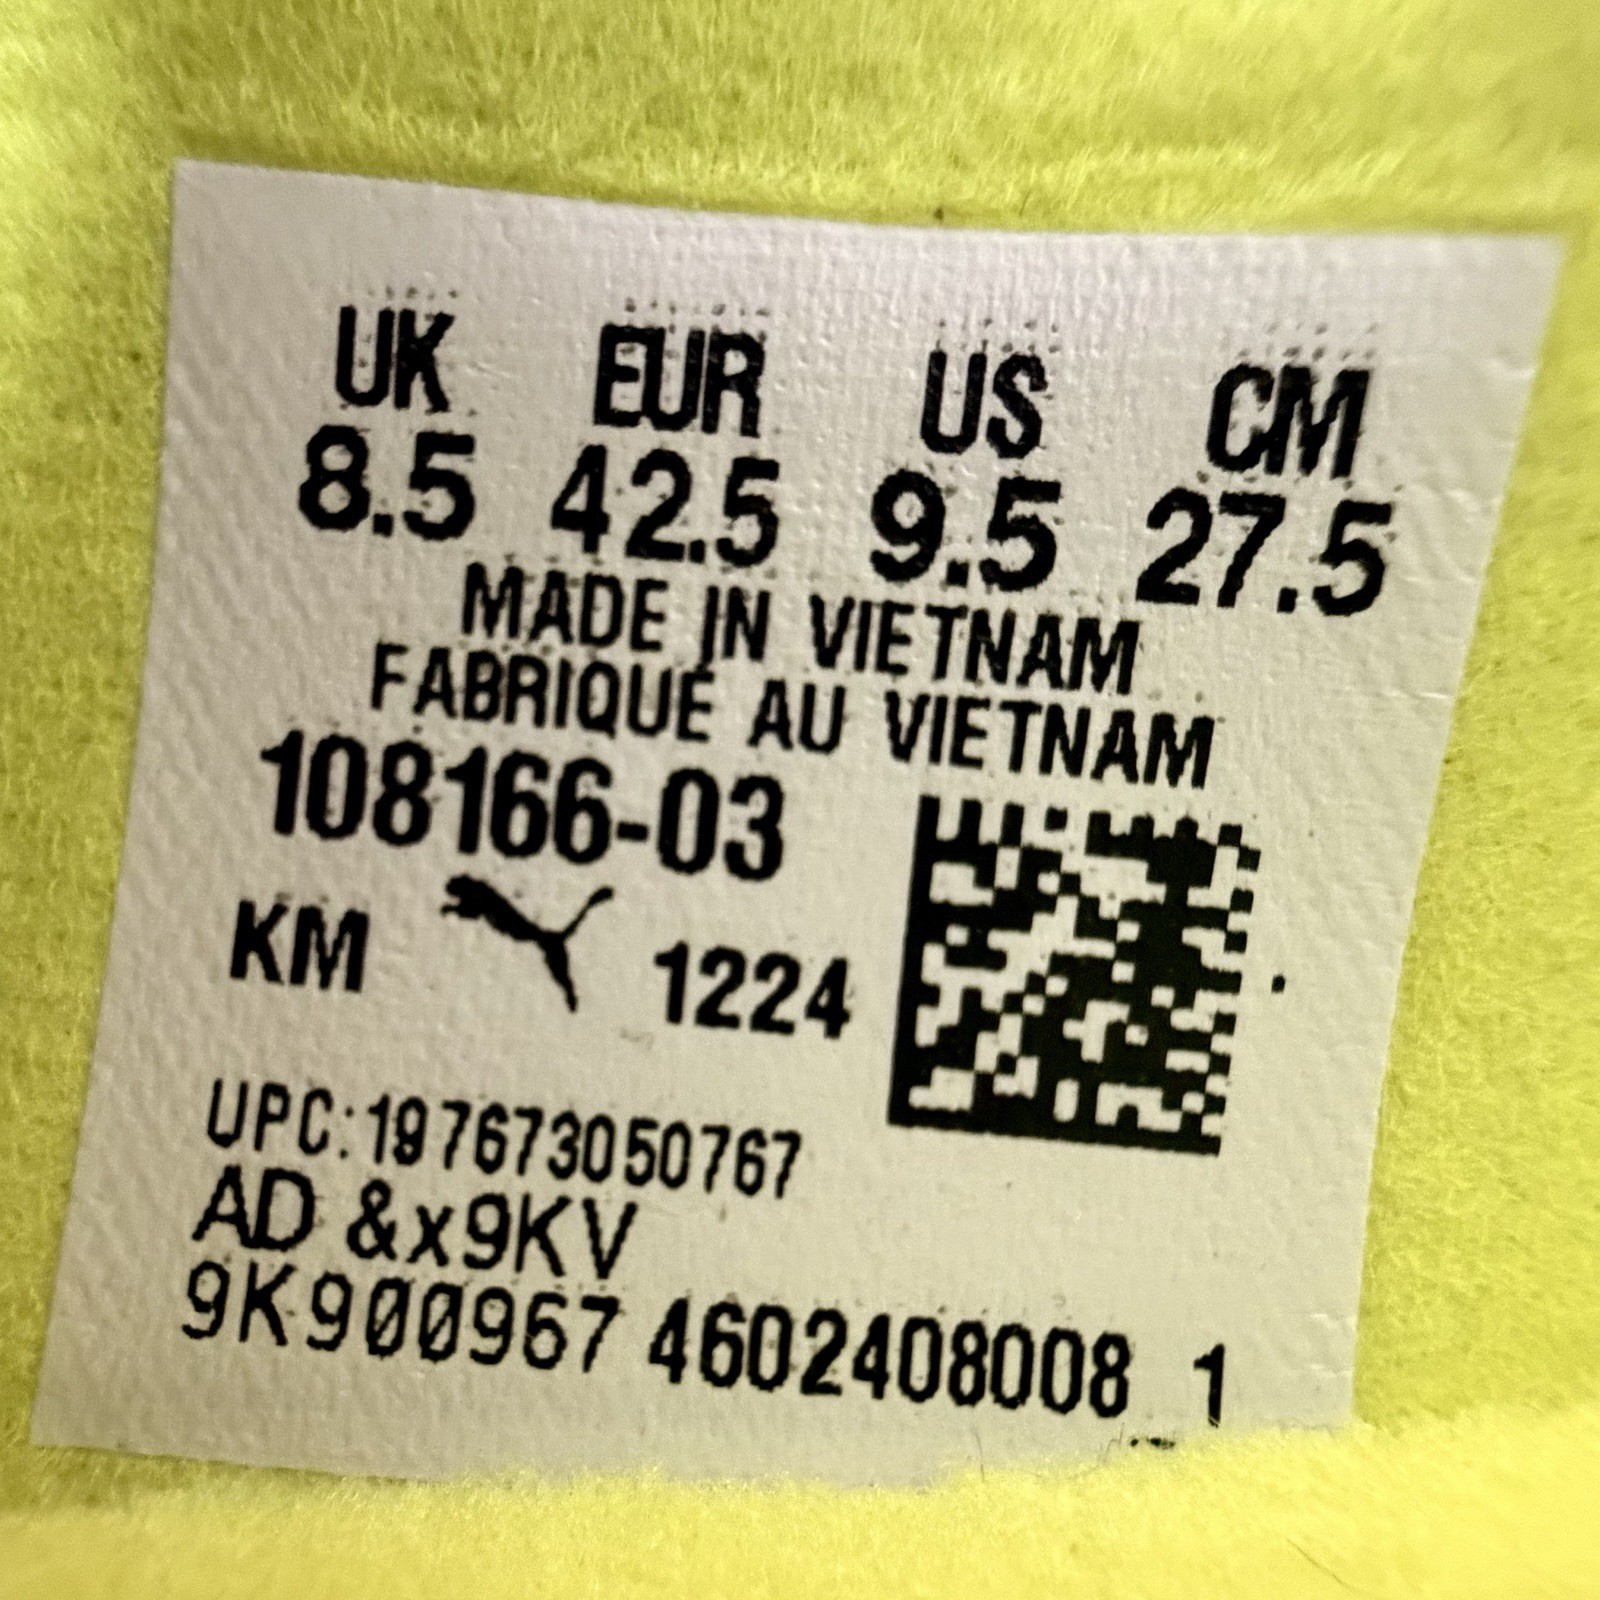 UK EUR US CM
8.5 42.5 9.5 27.5
MADE IN VIETNAM
FABRIQUÉ AU VIETNAM
108166-03
KM 1224
UPC:197673050767
AD &x9KV
9K900967 4602408008 1